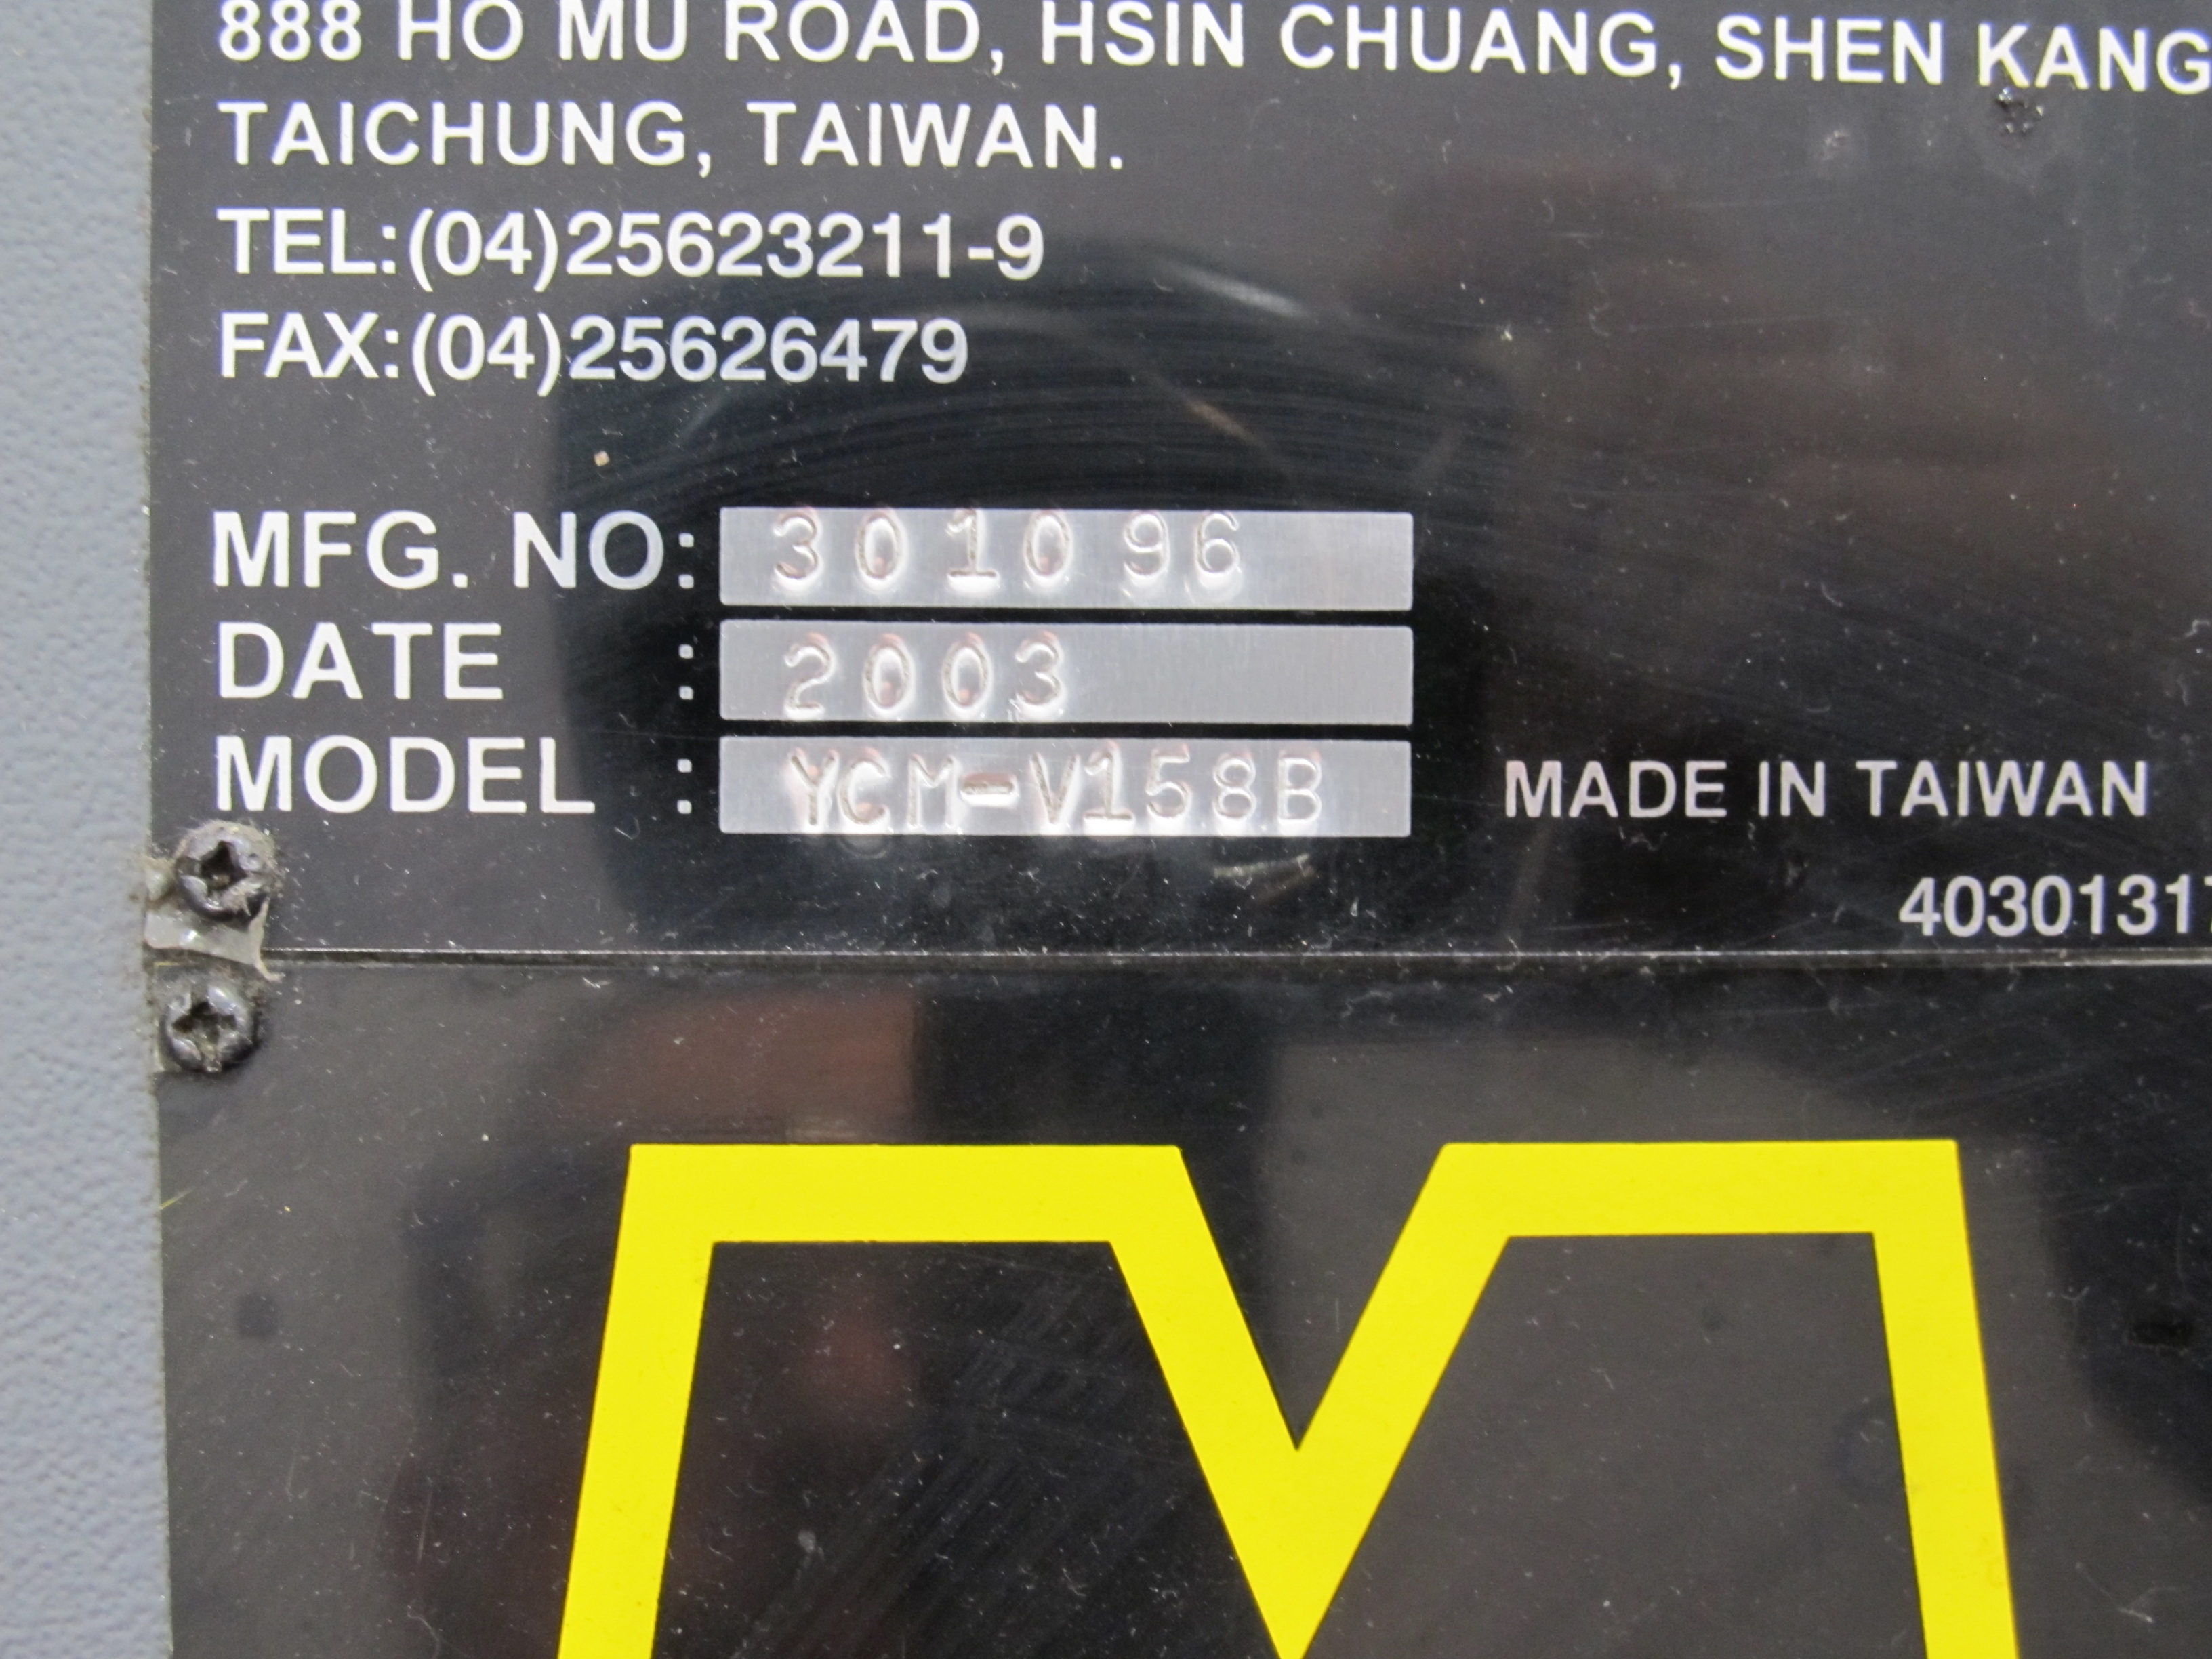 888 HO MU ROAD, HSIN CHUANG, SHEN KANG
TAICHUNG, TAIWAN.
TEL:(04)25623211-9
FAX:(04)25626479
MFG. NO: 301096
DATE : 2003
MODEL : YCM-V158B
MADE IN TAIWAN
4030131